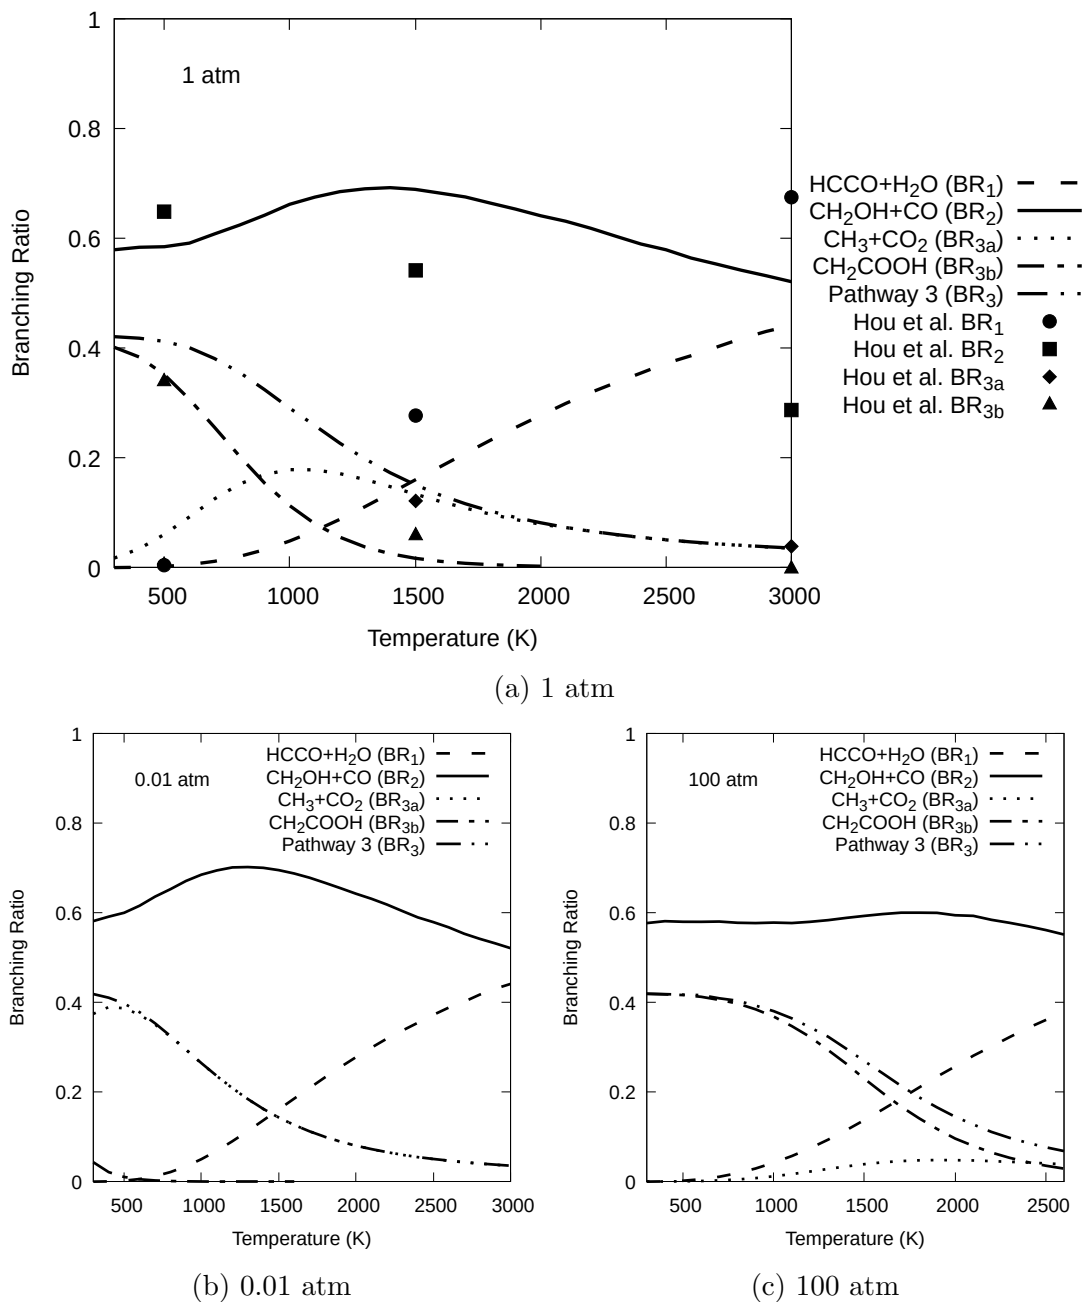 1
0.8
0.6
0.4
0.2
0
Branching Ratio
1 atm
500 1000 1500 2000 2500 3000
Temperature (K)
HCCO+H₂O (BR₁)
CH₂OH+CO (BR₂)
CH₃+CO₂ (BR₃ₐ)
CH₂COOH (BR₃b)
Pathway 3 (BR₃)
Hou et al. BR₁
Hou et al. BR₂
Hou et al. BR₃ₐ
Hou et al. BR₃b
(a) 1 atm
1
0.8
0.6
0.4
0.2
0
Branching Ratio
0.01 atm
HCCO+H₂O (BR₁)
CH₂OH+CO (BR₂)
CH₃+CO₂ (BR₃ₐ)
CH₂COOH (BR₃b)
Pathway 3 (BR₃)
500 1000 1500 2000 2500 3000
Temperature (K)
(b) 0.01 atm
1
0.8
0.6
0.4
0.2
0
Branching Ratio
100 atm
HCCO+H₂O (BR₁)
CH₂OH+CO (BR₂)
CH₃+CO₂ (BR₃ₐ)
CH₂COOH (BR₃b)
Pathway 3 (BR₃)
500 1000 1500 2000 2500
Temperature (K)
(c) 100 atm